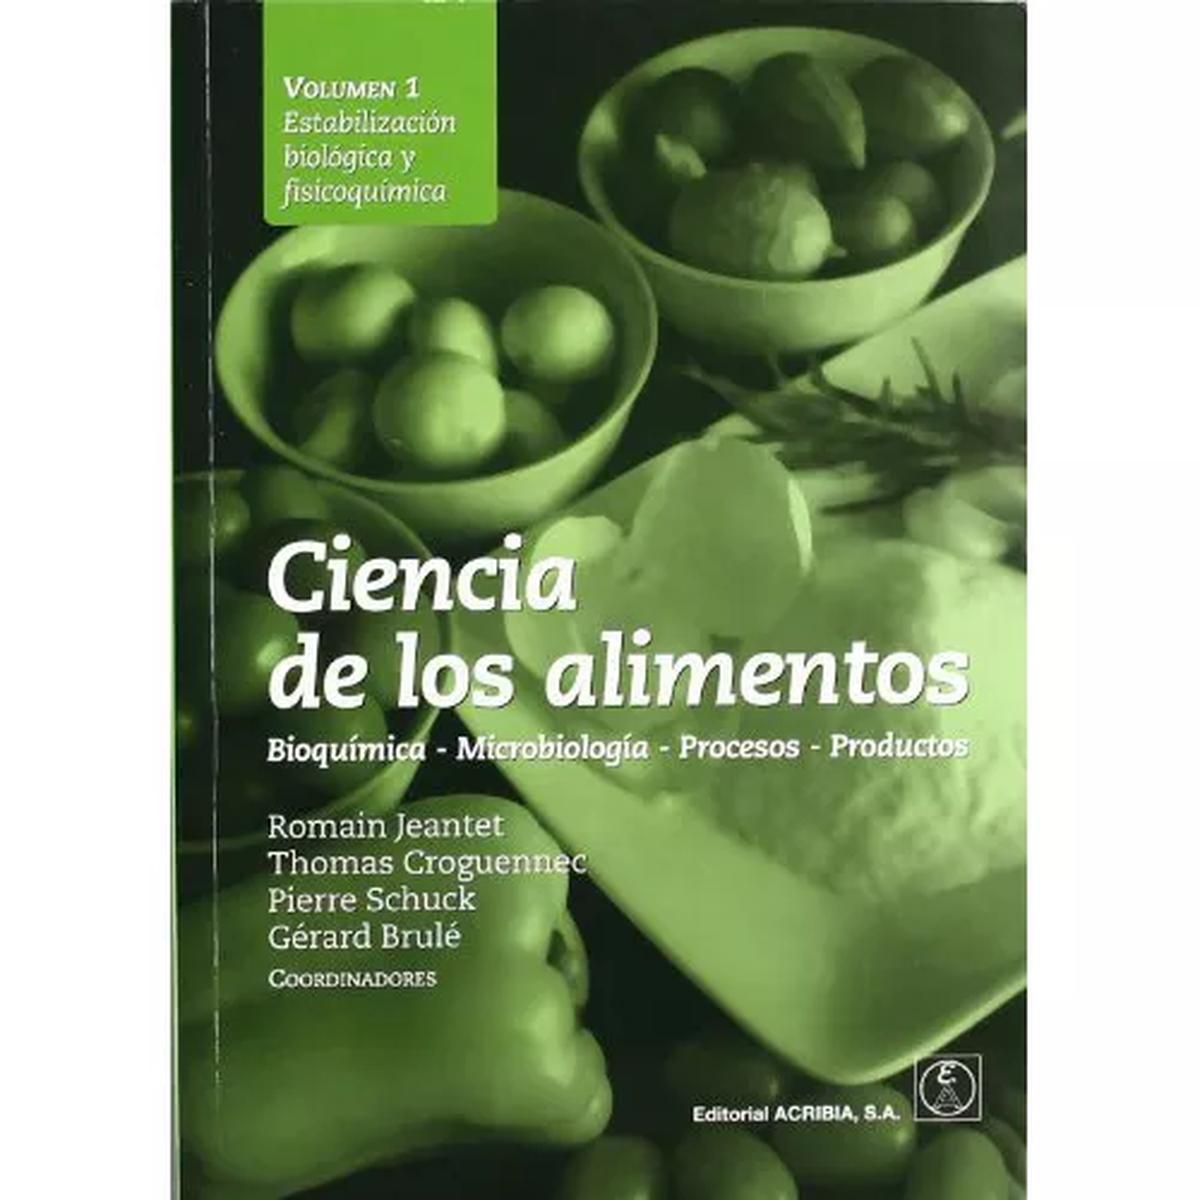 VOLUMEN 1
Estabilización
biológica y
fisicoquímica
Ciencia
de los alimentos
Bioquímica - Microbiología - Procesos - Productos
Romain Jeantet
Thomas Croguennec
Pierre Schuck
Gérard Brulé
COORDINADORES
Editorial ACRIBIA, S.A.